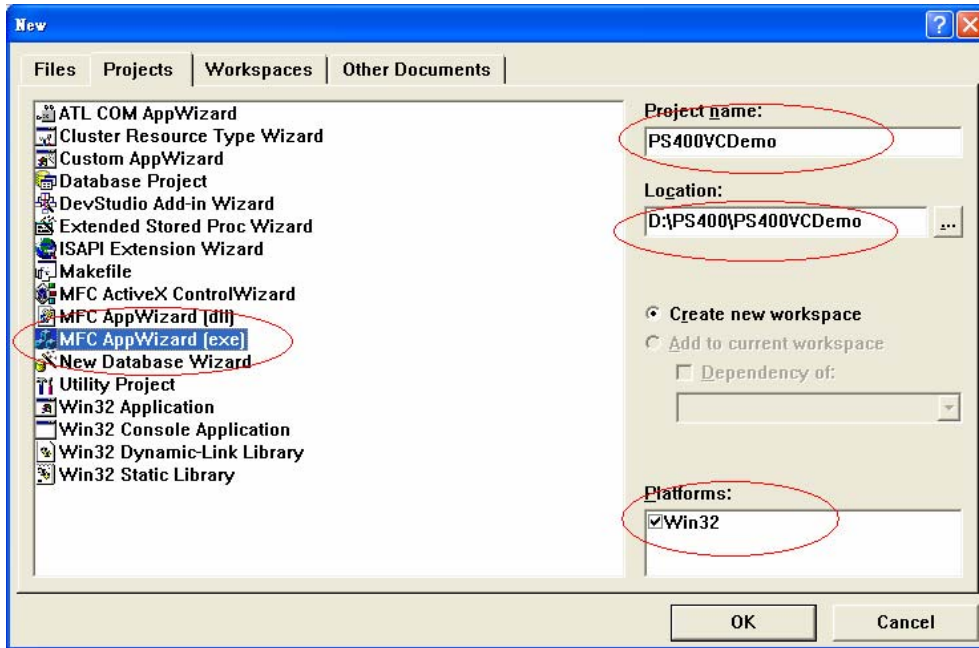 New
Files
Projects
Workspaces
Other Documents
ATL COM AppWizard
Cluster Resource Type Wizard
Custom AppWizard
Database Project
DevStudio Add-in Wizard
Extended Stored Proc Wizard
ISAPI Extension Wizard
Makefile
MFC ActiveX ControlWizard
MFC AppWizard (dll)
MFC AppWizard (exe)
New Database Wizard
Utility Project
Win32 Application
Win32 Console Application
Win32 Dynamic-Link Library
Win32 Static Library
Project name:
PS400VCDemo
Location:
D:\PS400\PS400VCDemo
...
Create new workspace
Add to current workspace
Dependency of:
Platforms:
Win32
OK
Cancel